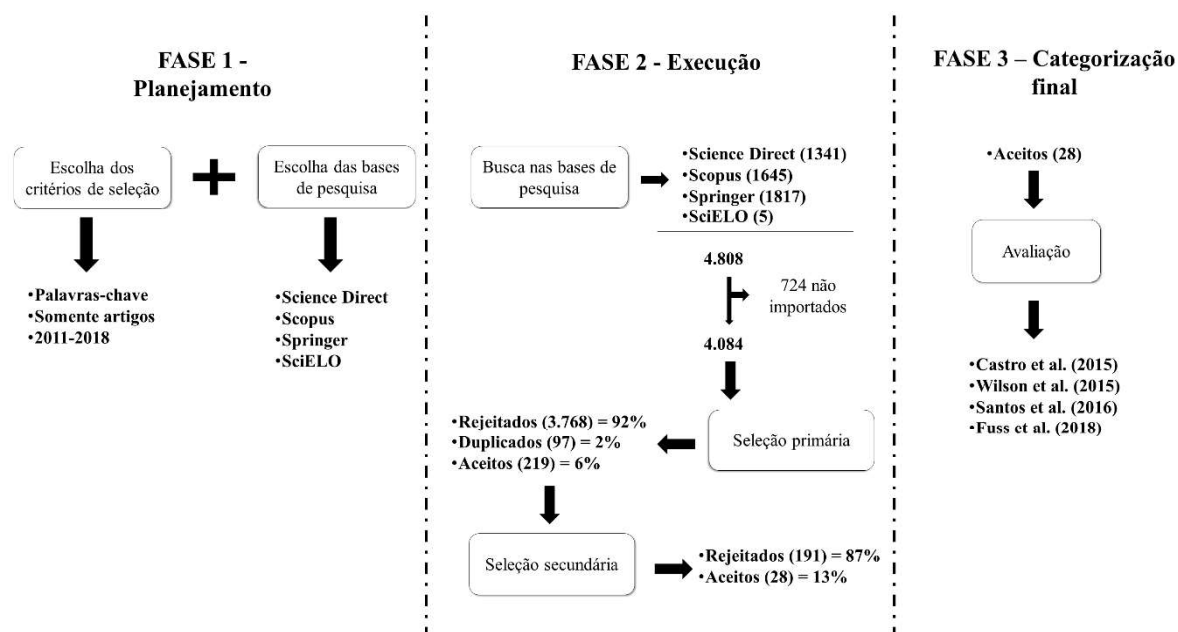 FASE 1 -
Planejamento
Escolha dos
critérios de seleção
Escolha das bases
de pesquisa
•Palavras-chave
•Somente artigos
•2011-2018
•Science Direct
•Scopus
•Springer
•SciELO
FASE 2 - Execução
Busca nas bases de
pesquisa
•Science Direct (1341)
•Scopus (1645)
•Springer (1817)
•SciELO (5)
4.808
724 não
importados
4.084
Seleção primária
•Rejeitados (3.768) = 92%
•Duplicados (97) = 2%
•Aceitos (219) = 6%
Seleção secundária
•Rejeitados (191) = 87%
•Aceitos (28) = 13%
FASE 3 – Categorização
final
•Aceitos (28)
Avaliação
•Castro et al. (2015)
•Wilson et al. (2015)
•Santos et al. (2016)
•Fuss et al. (2018)